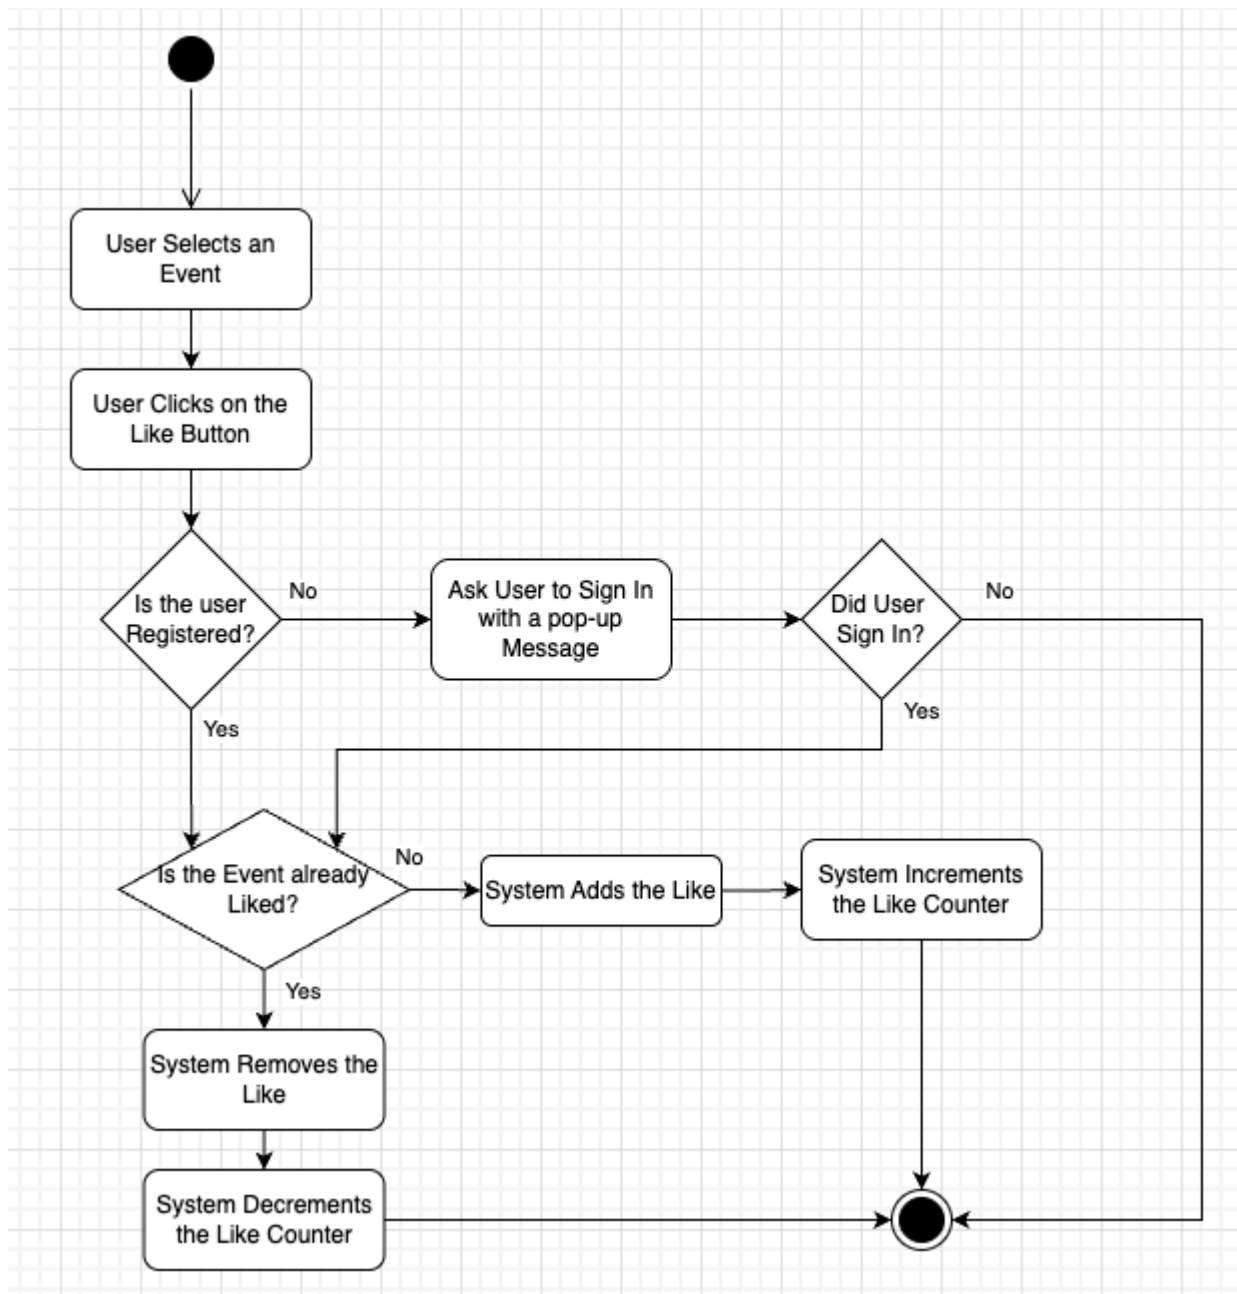 User Selects an
Event
User Clicks on the
Like Button
Is the user
Registered?
No
Ask User to Sign In
with a pop-up
Message
Did User
Sign In?
No
Yes
Yes
Is the Event already
Liked?
No
System Adds the Like
System Increments
the Like Counter
Yes
System Removes the
Like
System Decrements
the Like Counter